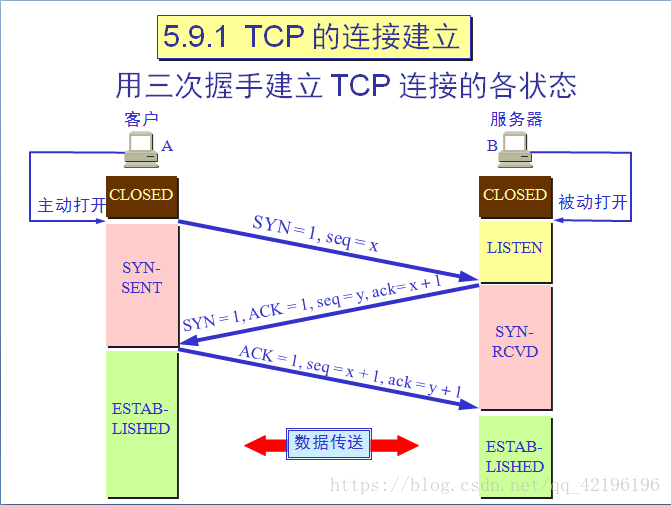 5.9.1 TCP 的连接建立
用三次握手建立 TCP 连接的各状态
客户
服务器
A
B
CLOSED
CLOSED
主动打开
被动打开
SYN = 1, seq = x
LISTEN
SYN-
SENT
SYN = 1, ACK = 1, seq = y, ack= x + 1
SYN-
RCVD
ACK = 1, seq = x + 1, ack = y + 1
ESTAB-
LISHED
数据传送
ESTAB-
LISHED
https://blog.csdn.net/qq_42196196